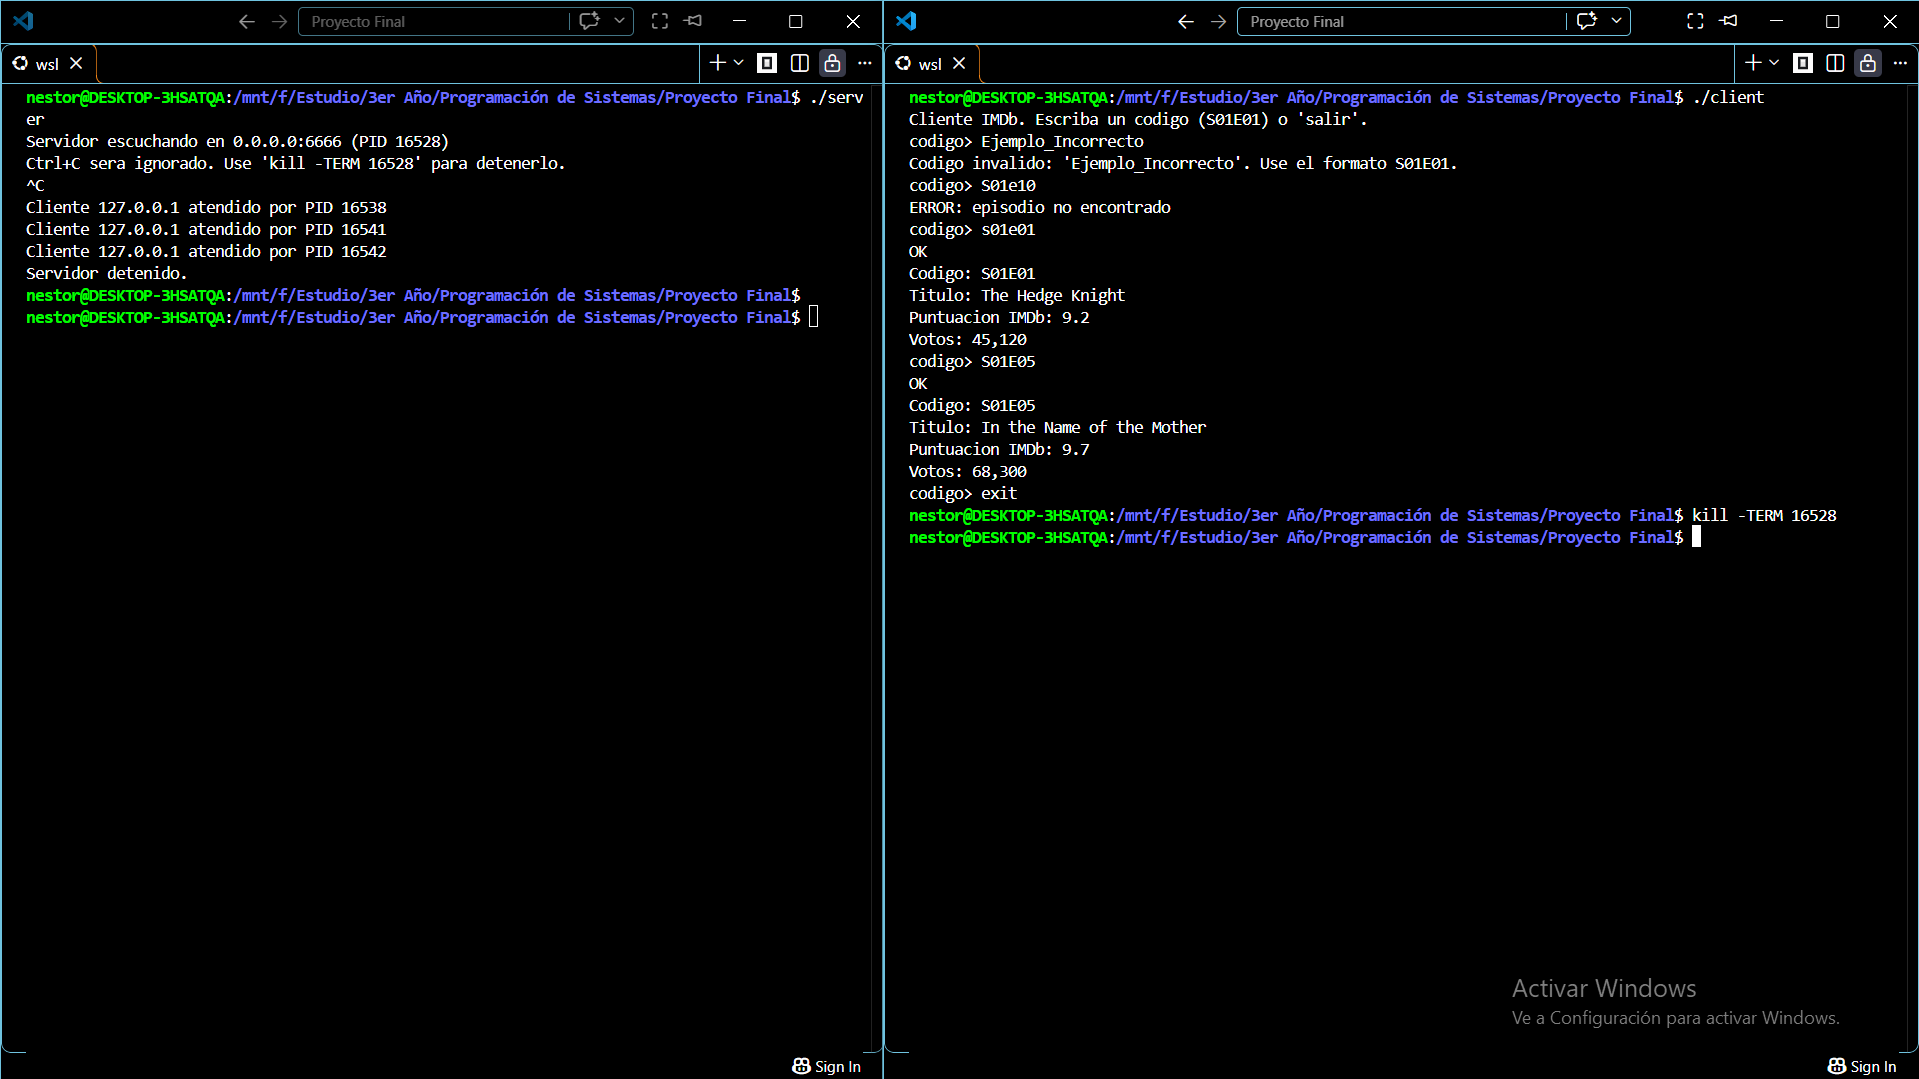 Proyecto Final
wsl
nestor@DESKTOP-3HSATQA:/mnt/f/Estudio/3er Año/Programación de Sistemas/Proyecto Final$ ./serv
er
Servidor escuchando en 0.0.0.0:6666 (PID 16528)
Ctrl+C sera ignorado. Use 'kill -TERM 16528' para detenerlo.
^C
Cliente 127.0.0.1 atendido por PID 16538
Cliente 127.0.0.1 atendido por PID 16541
Cliente 127.0.0.1 atendido por PID 16542
Servidor detenido.
nestor@DESKTOP-3HSATQA:/mnt/f/Estudio/3er Año/Programación de Sistemas/Proyecto Final$
nestor@DESKTOP-3HSATQA:/mnt/f/Estudio/3er Año/Programación de Sistemas/Proyecto Final$
Sign In
Proyecto Final
wsl
nestor@DESKTOP-3HSATQA:/mnt/f/Estudio/3er Año/Programación de Sistemas/Proyecto Final$ ./client
Cliente IMDb. Escriba un codigo (S01E01) o 'salir'.
codigo> Ejemplo_Incorrecto
Codigo invalido: 'Ejemplo_Incorrecto'. Use el formato S01E01.
codigo> S01e10
ERROR: episodio no encontrado
codigo> s01e01
OK
Codigo: S01E01
Titulo: The Hedge Knight
Puntuacion IMDb: 9.2
Votos: 45,120
codigo> S01E05
OK
Codigo: S01E05
Titulo: In the Name of the Mother
Puntuacion IMDb: 9.7
Votos: 68,300
codigo> exit
nestor@DESKTOP-3HSATQA:/mnt/f/Estudio/3er Año/Programación de Sistemas/Proyecto Final$ kill -TERM 16528
nestor@DESKTOP-3HSATQA:/mnt/f/Estudio/3er Año/Programación de Sistemas/Proyecto Final$
Activar Windows
Ve a Configuración para activar Windows.
Sign In